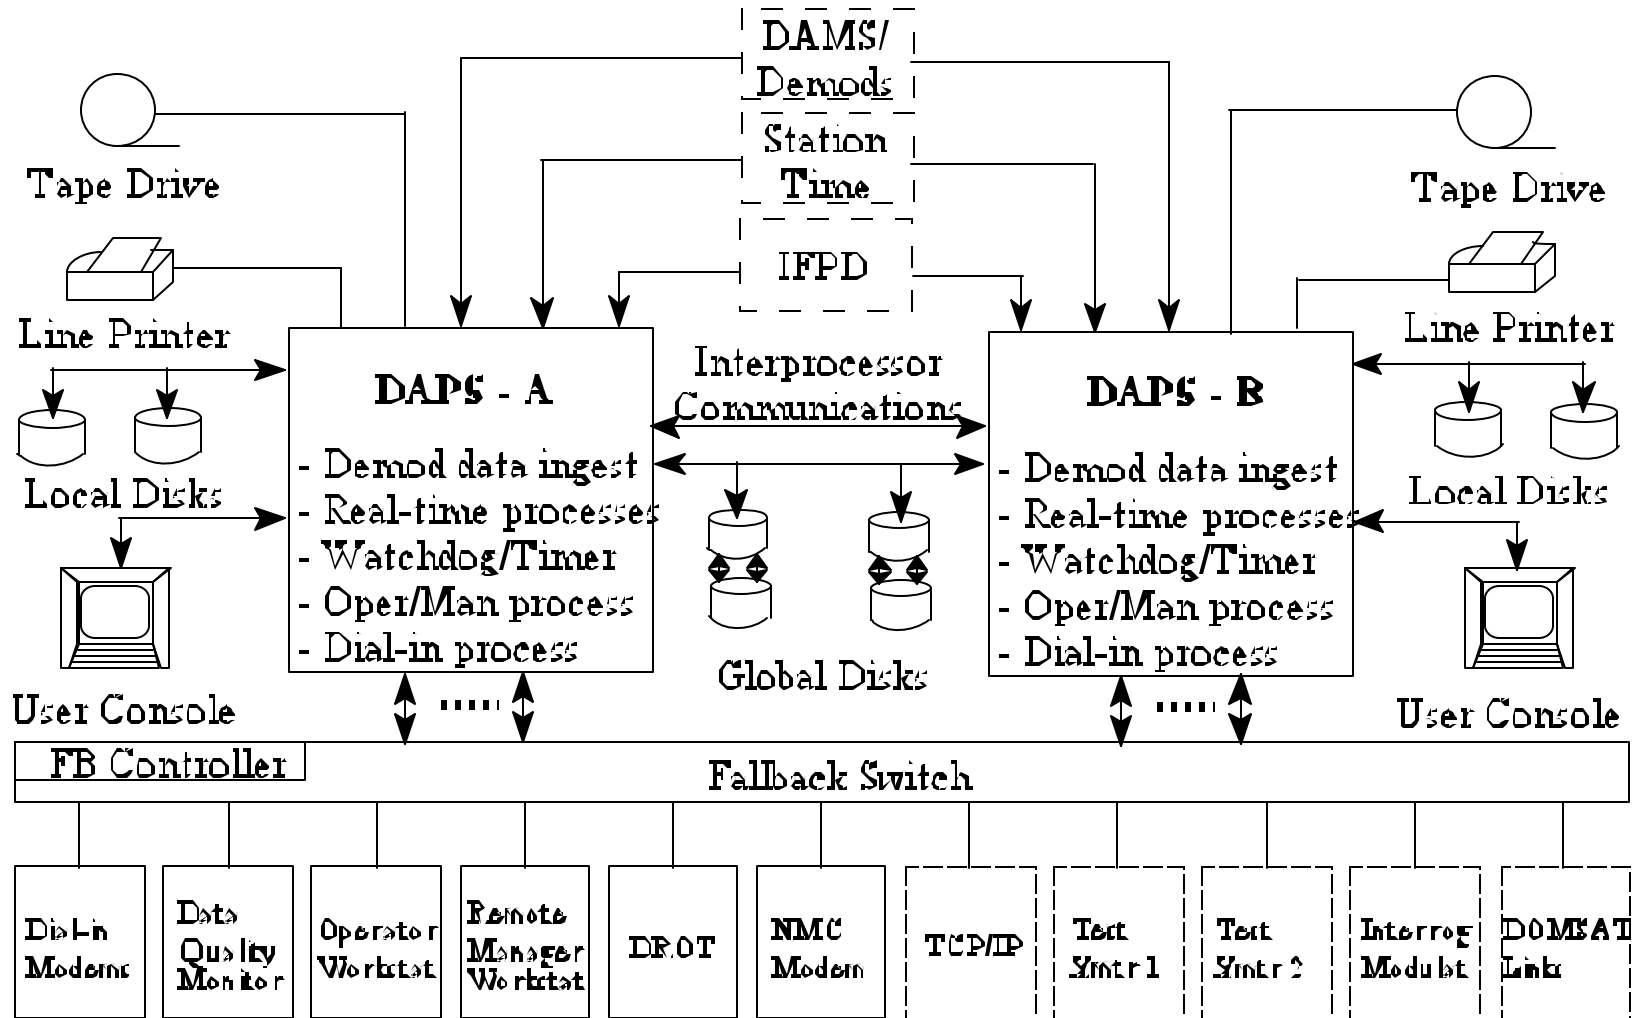 DAMS/
Demods
Station
Time
IFPD
Tape Drive
Line Printer
Local Disks
User Console
DAPS - A
- Demod data ingest
- Real-time processes
- Watchdog/Timer
- Oper/Man process
- Dial-in process
Interprocessor
Communications
Global Disks
DAPS - B
- Demod data ingest
- Real-time processes
- Watchdog/Timer
- Oper/Man process
- Dial-in process
Tape Drive
Line Printer
Local Disks
User Console
FB Controller
Fallback Switch
Dial-in
Modems
Data
Quality
Monitor
Operator
Workstat
Remote
Manager
Workstat
DROT
NMC
Modem
TCP/IP
Test
Xmtr 1
Test
Xmtr 2
Interrog
Modulat
DOMSAT
Link